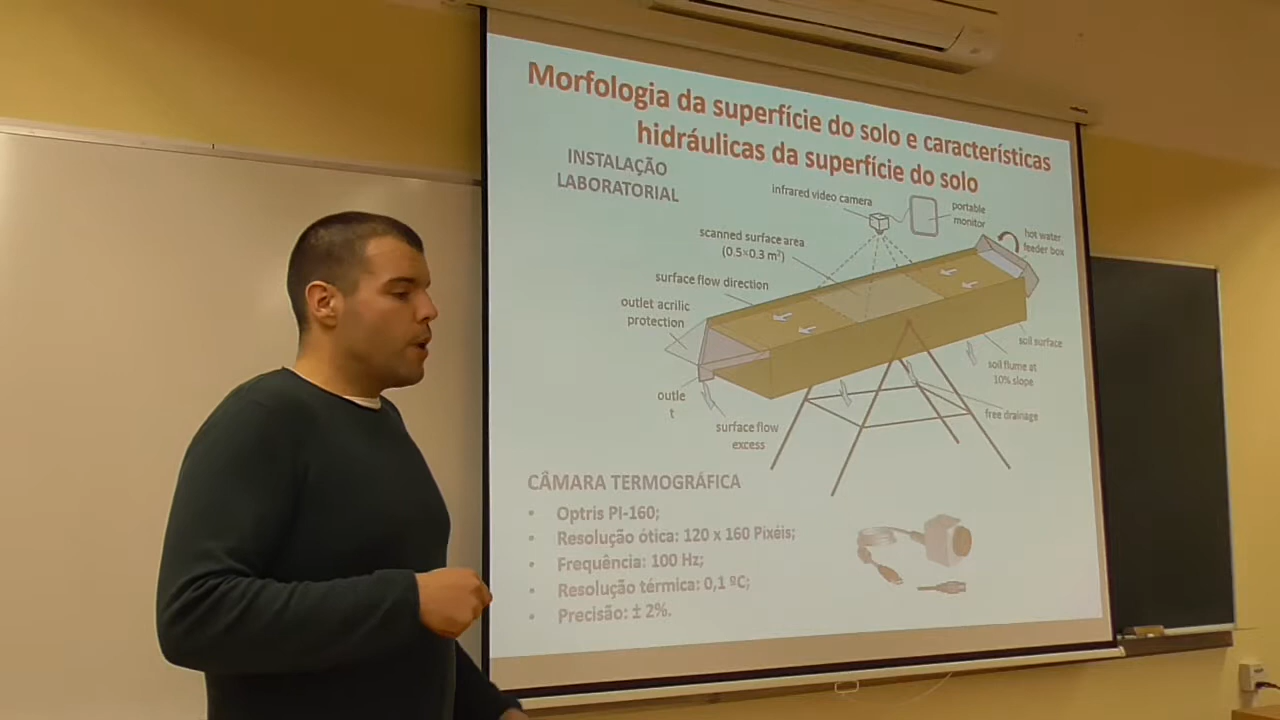 Morfologia da superfície do solo e características
hidráulicas da superfície do solo
INSTALAÇÃO
LABORATORIAL
infrared video camera
portable
monitor
hot water
feeder box
scanned surface area
(0.5×0.3 m²)
surface flow direction
outlet acrilic
protection
soil surface
soil flume at
10% slope
free drainage
outle
t
surface flow
excess
CÂMARA TERMOGRÁFICA
• Optris PI-160;
• Resolução ótica: 120 x 160 Pixéis;
• Frequência: 100 Hz;
• Resolução térmica: 0,1 ºC;
• Precisão: ± 2%.